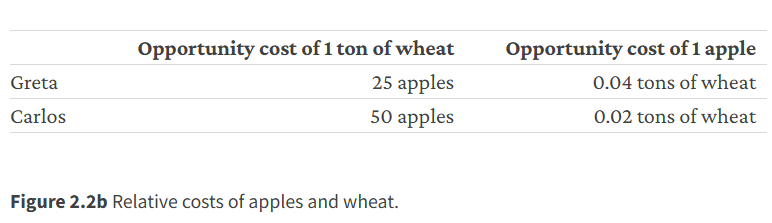 Opportunity cost of 1 ton of wheat Opportunity cost of 1 apple
Greta 25 apples 0.04 tons of wheat
Carlos 50 apples 0.02 tons of wheat
Figure 2.2b Relative costs of apples and wheat.